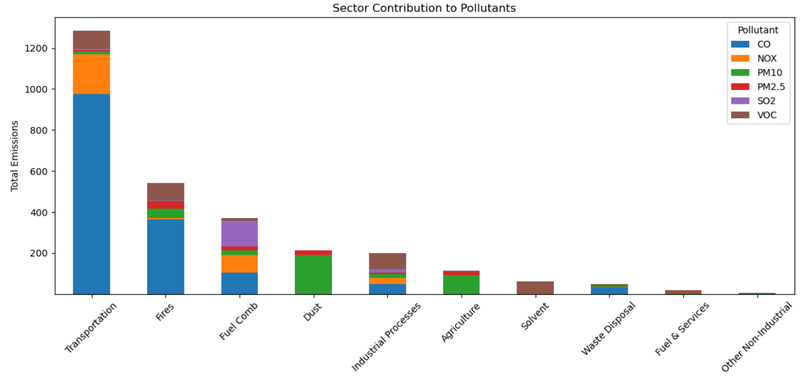 Sector Contribution to Pollutants
Total Emissions
1200
1000
800
600
400
200
Pollutant
CO
NOX
PM10
PM2.5
SO2
VOC
Transportation
Fires
Fuel Comb
Dust
Industrial Processes
Agriculture
Solvent
Waste Disposal
Fuel & Services
Other Non-Industrial